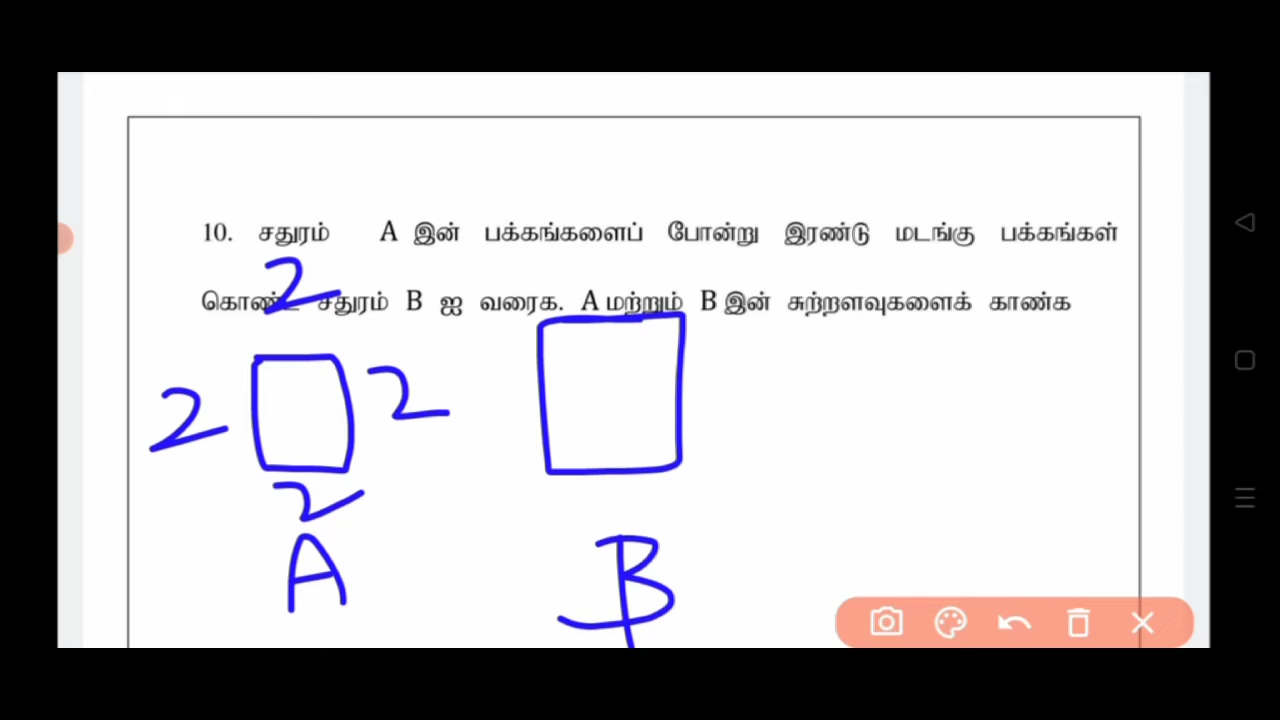 10. சதுரம் A இன் பக்கங்களைப் போன்று இரண்டு மடங்கு பக்கங்கள்
கொண்ட சதுரம் B ஐ வரைக. A மற்றும் B இன் சுற்றளவுகளைக் காண்க
2
2 2
2
A B